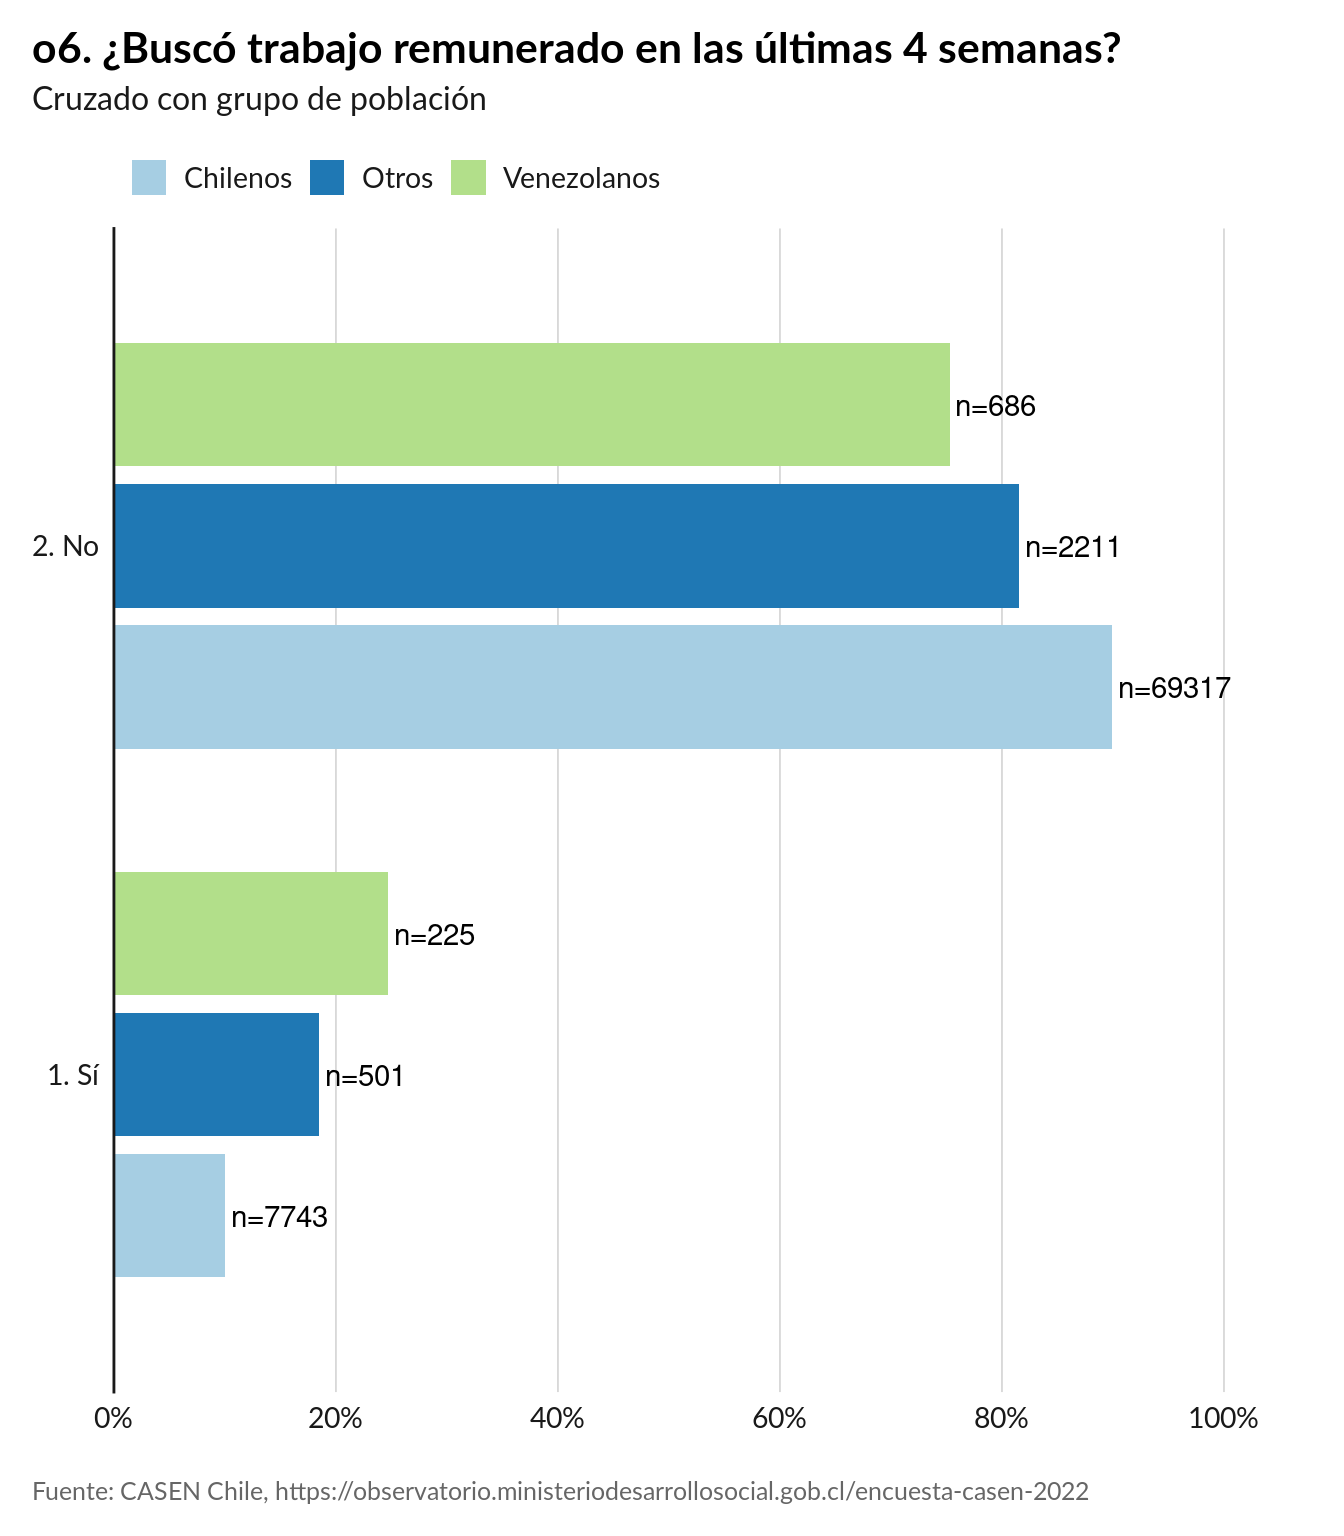 o6. ¿Buscó trabajo remunerado en las últimas 4 semanas?
Cruzado con grupo de población
Chilenos Otros Venezolanos
n=686
2. No n=2211
n=69317
n=225
1. Sí n=501
n=7743
0% 20% 40% 60% 80% 100%
Fuente: CASEN Chile, https://observatorio.ministeriodesarrollosocial.gob.cl/encuesta-casen-2022